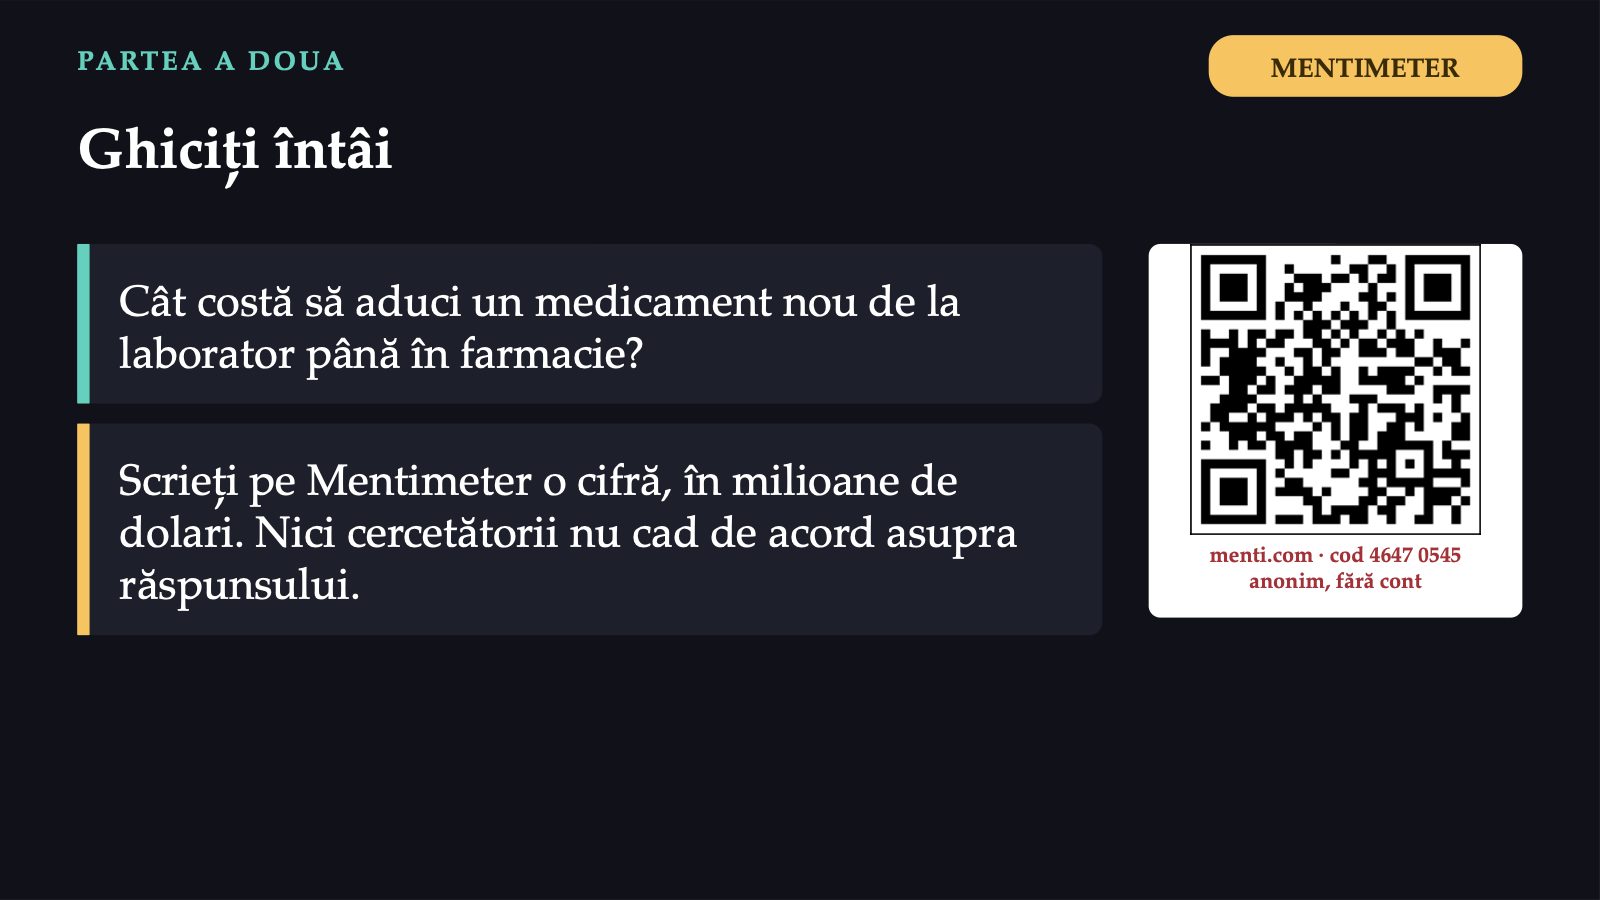 PARTEA A DOUA
MENTIMETER
Ghiciți întâi
Cât costă să aduci un medicament nou de la
laborator până în farmacie?
Scrieți pe Mentimeter o cifră, în milioane de
dolari. Nici cercetătorii nu cad de acord asupra
răspunsului.
menti.com · cod 4647 0545
anonim, fără cont